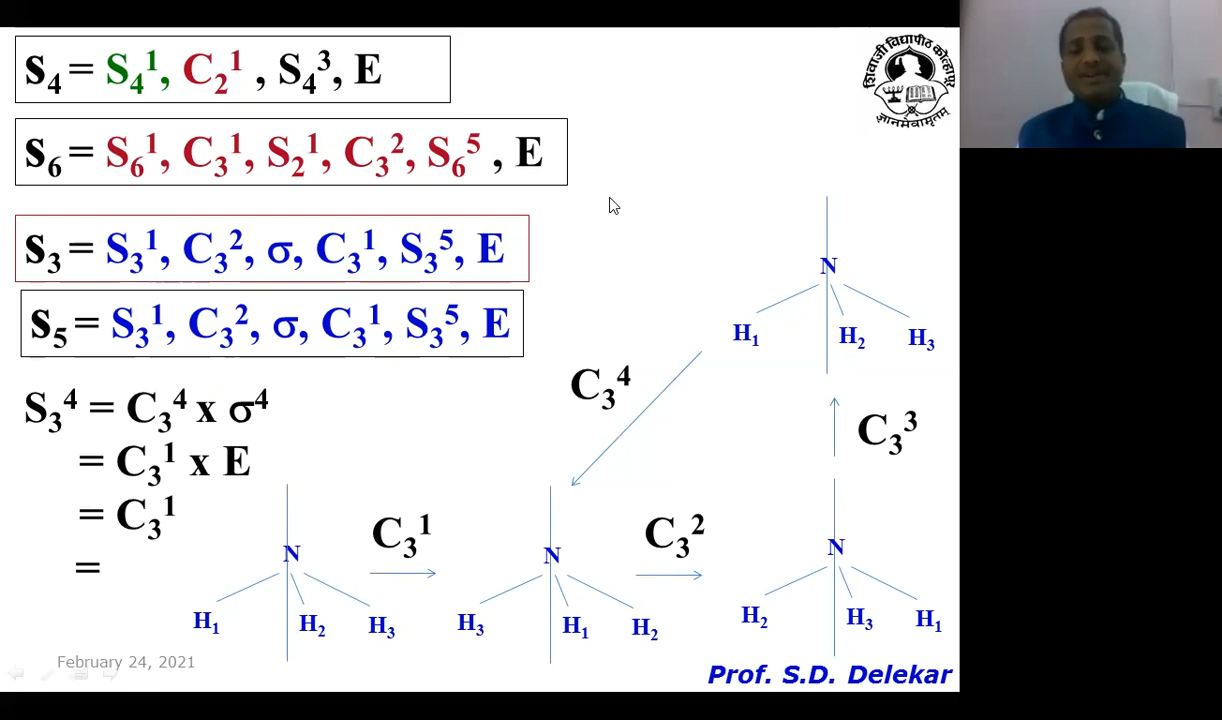 S₄ = S₄¹, C₂¹ , S₄³, E
S₆ = S₆¹, C₃¹, S₂¹, C₃², S₆⁵ , E
S₃ = S₃¹, C₃², σ, C₃¹, S₃⁵, E
S₅ = S₃¹, C₃², σ, C₃¹, S₃⁵, E
S₃⁴ = C₃⁴ x σ⁴
= C₃¹ x E
= C₃¹
=
शिवाजी विद्यापीठ कोल्हापूर
ज्ञानमेवामृतम्
N
H₁ H₂ H₃
C₃⁴
C₃³
N
H₁ H₂ H₃
C₃¹
N
H₃ H₁ H₂
C₃²
N
H₂ H₃ H₁
February 24, 2021
Prof. S.D. Delekar